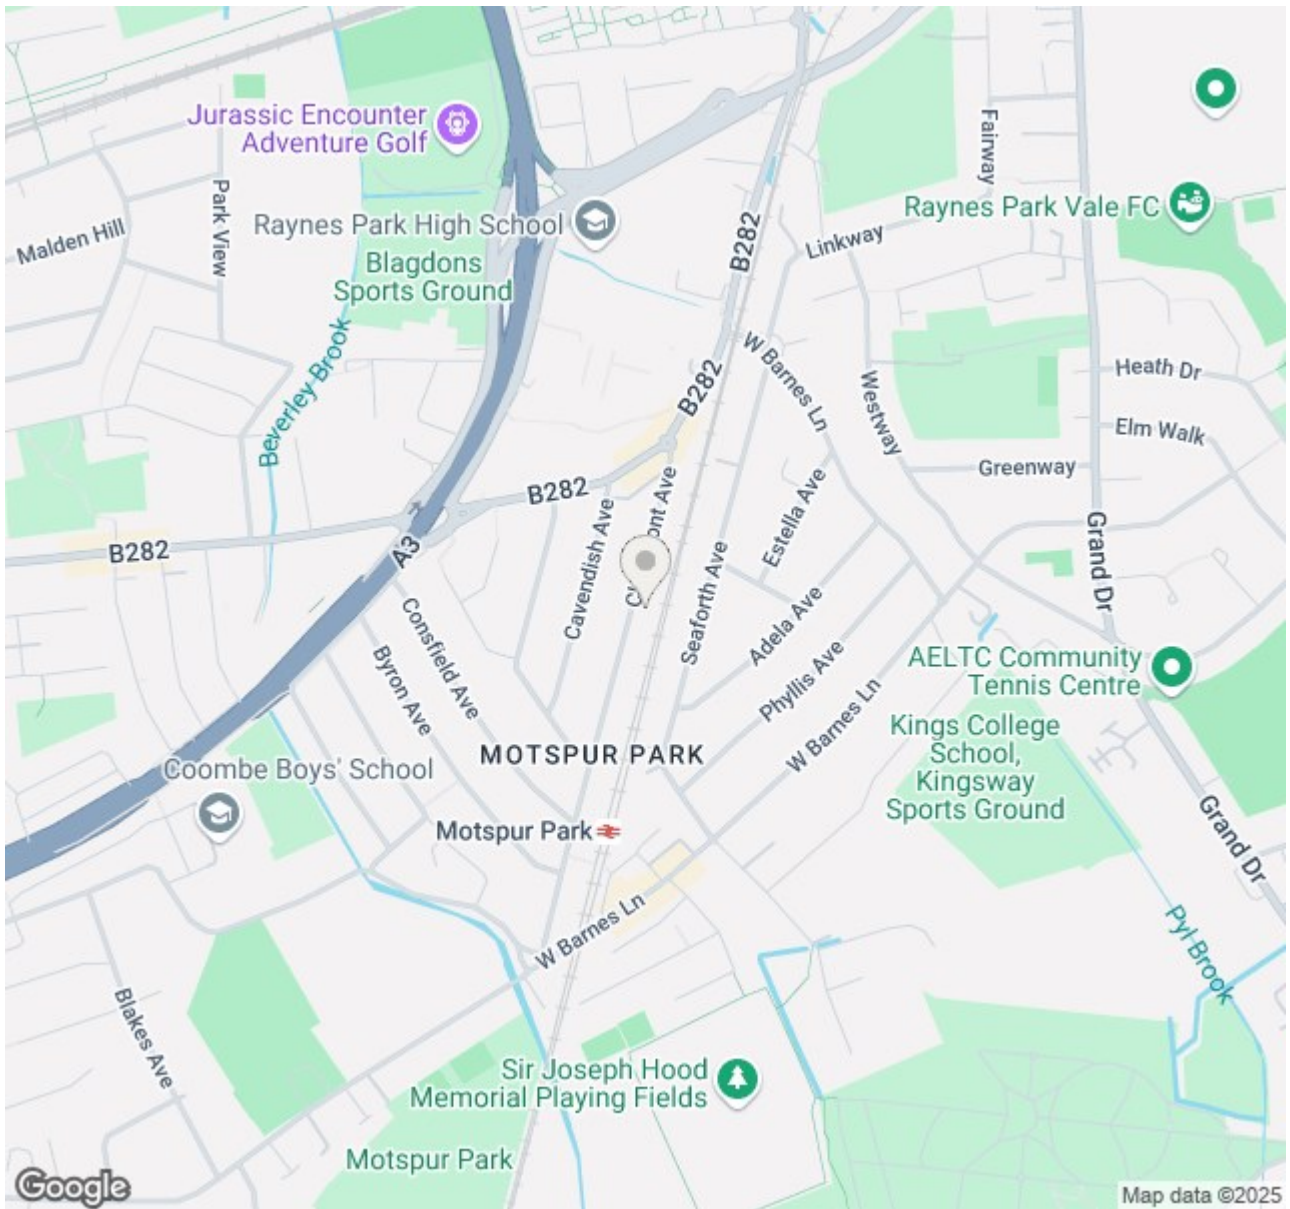 Jurassic Encounter
Adventure Golf
Park View
Malden Hill
Fairway
Raynes Park Vale FC
Raynes Park High School
B282
Linkway
Blagdons
Sports Ground
Beverley Brook
W Barnes Ln
B282
Westway
Heath Dr
Elm Walk
Greenway
B282
Cavendish Ave
ont Ave
Estella Ave
Grand Dr
B282
A3
Consfield Ave
Seaforth Ave
Adela Ave
Byron Ave
Phyllis Ave
W Barnes Ln
AELTC Community
Tennis Centre
Kings College
School,
Kingsway
Sports Ground
MOTSPUR PARK
Coombe Boys' School
Motspur Park
Grand Dr
W Barnes Ln
Pyl Brook
Blakes Ave
Sir Joseph Hood
Memorial Playing Fields
Motspur Park
Google
Map data ©2025